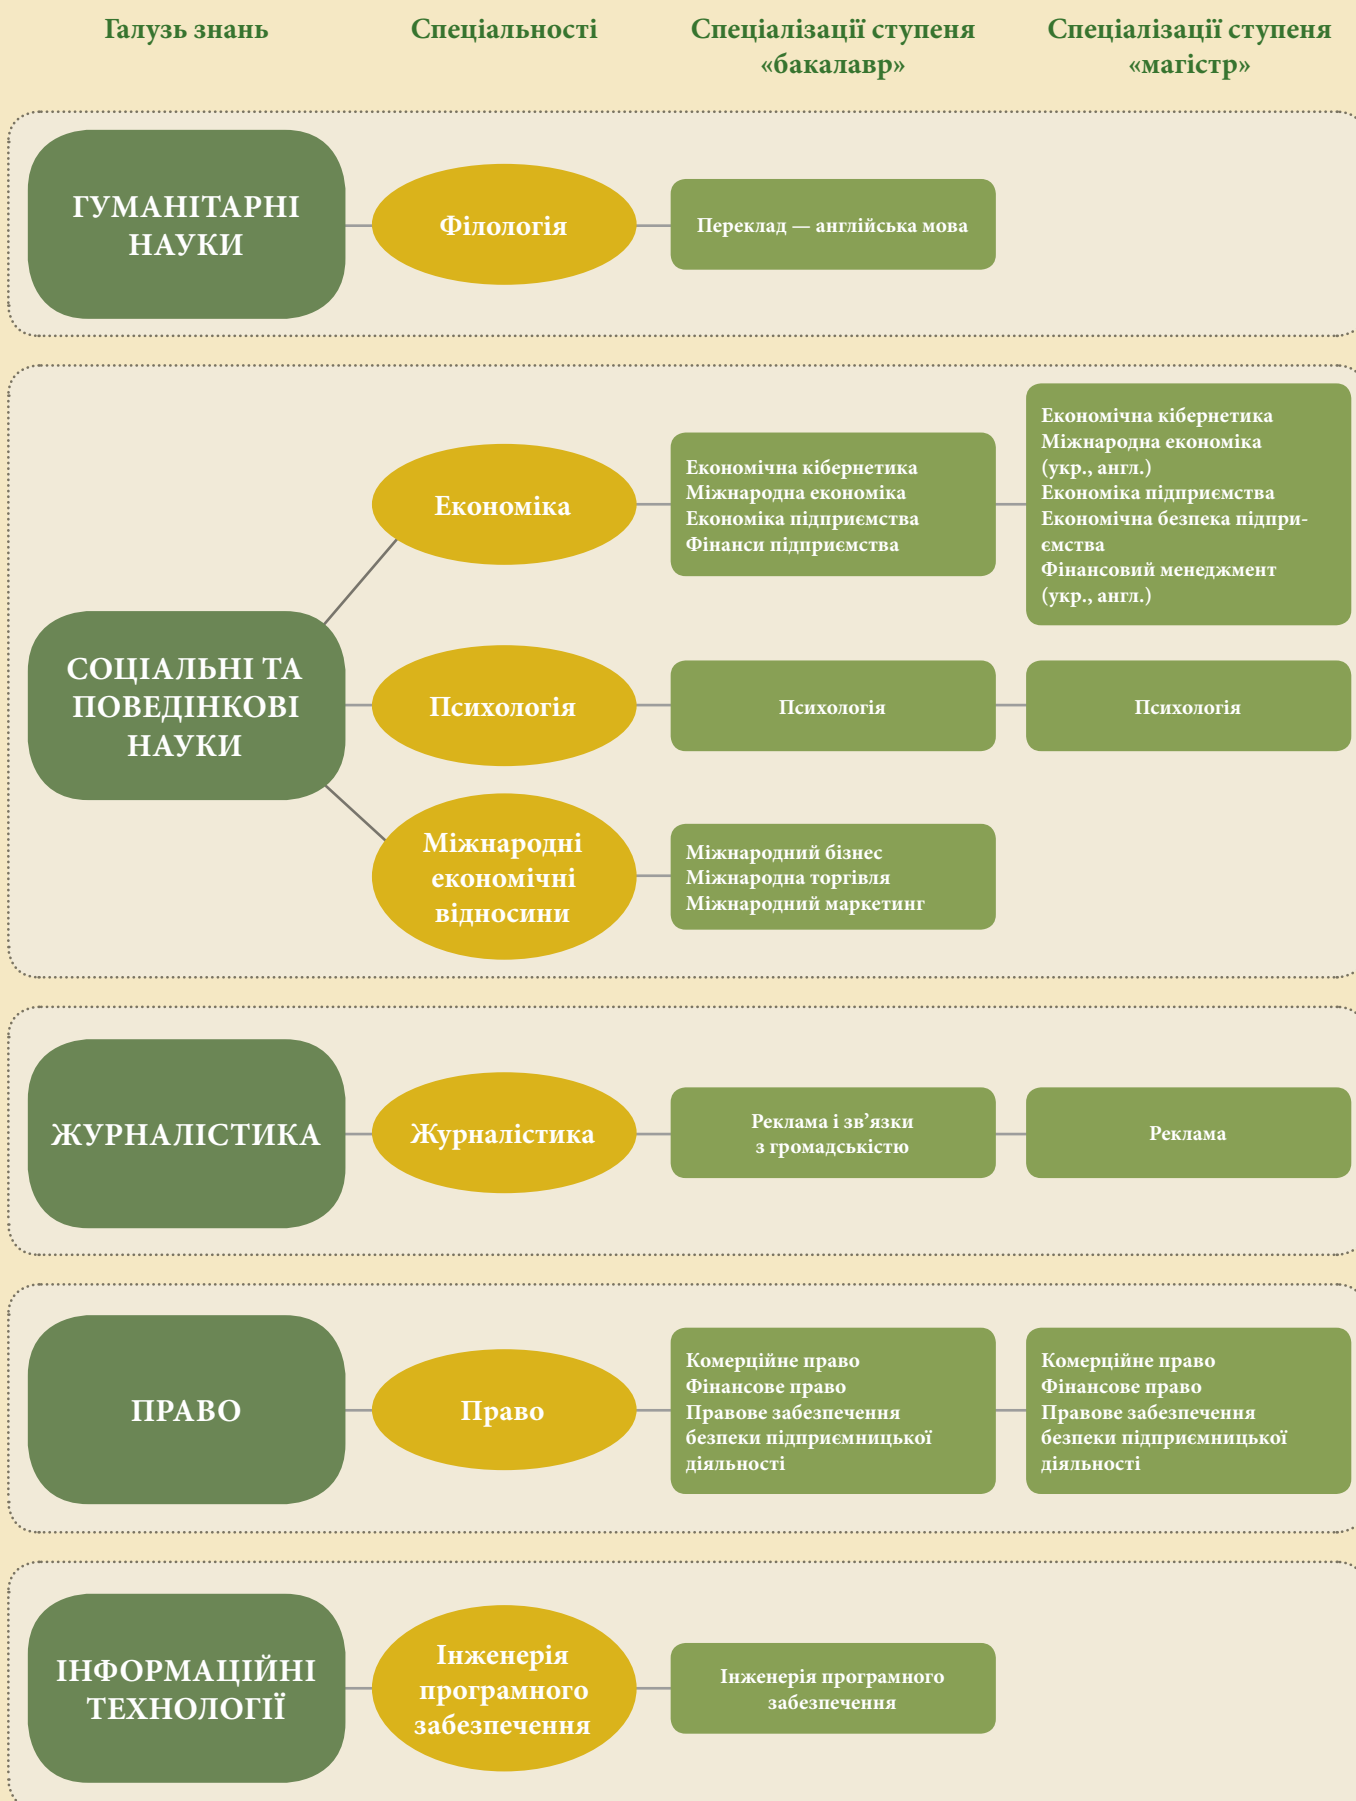 Галузь знань
Спеціальності
Спеціалізації ступеня
«бакалавр»
Спеціалізації ступеня
«магістр»
ГУМАНІТАРНІ
НАУКИ
Філологія
Переклад — англійська мова
СОЦІАЛЬНІ ТА
ПОВЕДІНКОВІ
НАУКИ
Економіка
Економічна кібернетика
Міжнародна економіка
Економіка підприємства
Фінанси підприємства
Економічна кібернетика
Міжнародна економіка
(укр., англ.)
Економіка підприємства
Економічна безпека підпри-
ємства
Фінансовий менеджмент
(укр., англ.)
Психологія
Психологія
Психологія
Міжнародні
економічні
відносини
Міжнародний бізнес
Міжнародна торгівля
Міжнародний маркетинг
ЖУРНАЛІСТИКА
Журналістика
Реклама і зв’язки
з громадськістю
Реклама
ПРАВО
Право
Комерційне право
Фінансове право
Правове забезпечення
безпеки підприємницької
діяльності
Комерційне право
Фінансове право
Правове забезпечення
безпеки підприємницької
діяльності
ІНФОРМАЦІЙНІ
ТЕХНОЛОГІЇ
Інженерія
програмного
забезпечення
Інженерія програмного
забезпечення